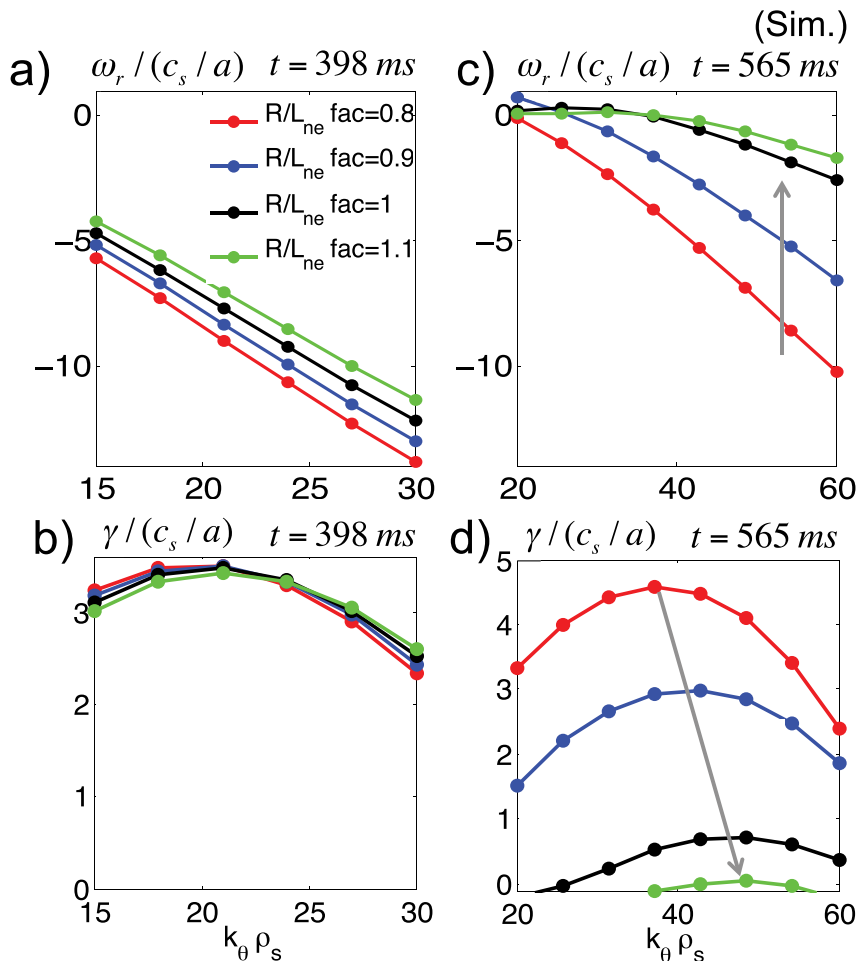 (Sim.)
a) ω_r / (c_s / a) t = 398 ms
0
−5
−10
15 20 25 30
R/L_ne fac=0.8
R/L_ne fac=0.9
R/L_ne fac=1
R/L_ne fac=1.1
c) ω_r / (c_s / a) t = 565 ms
0
−5
−10
20 40 60
b) γ / (c_s / a) t = 398 ms
3
2
1
0
15 20 25 30
k_θ ρ_s
d) γ / (c_s / a) t = 565 ms
5
4
3
2
1
0
20 40 60
k_θ ρ_s